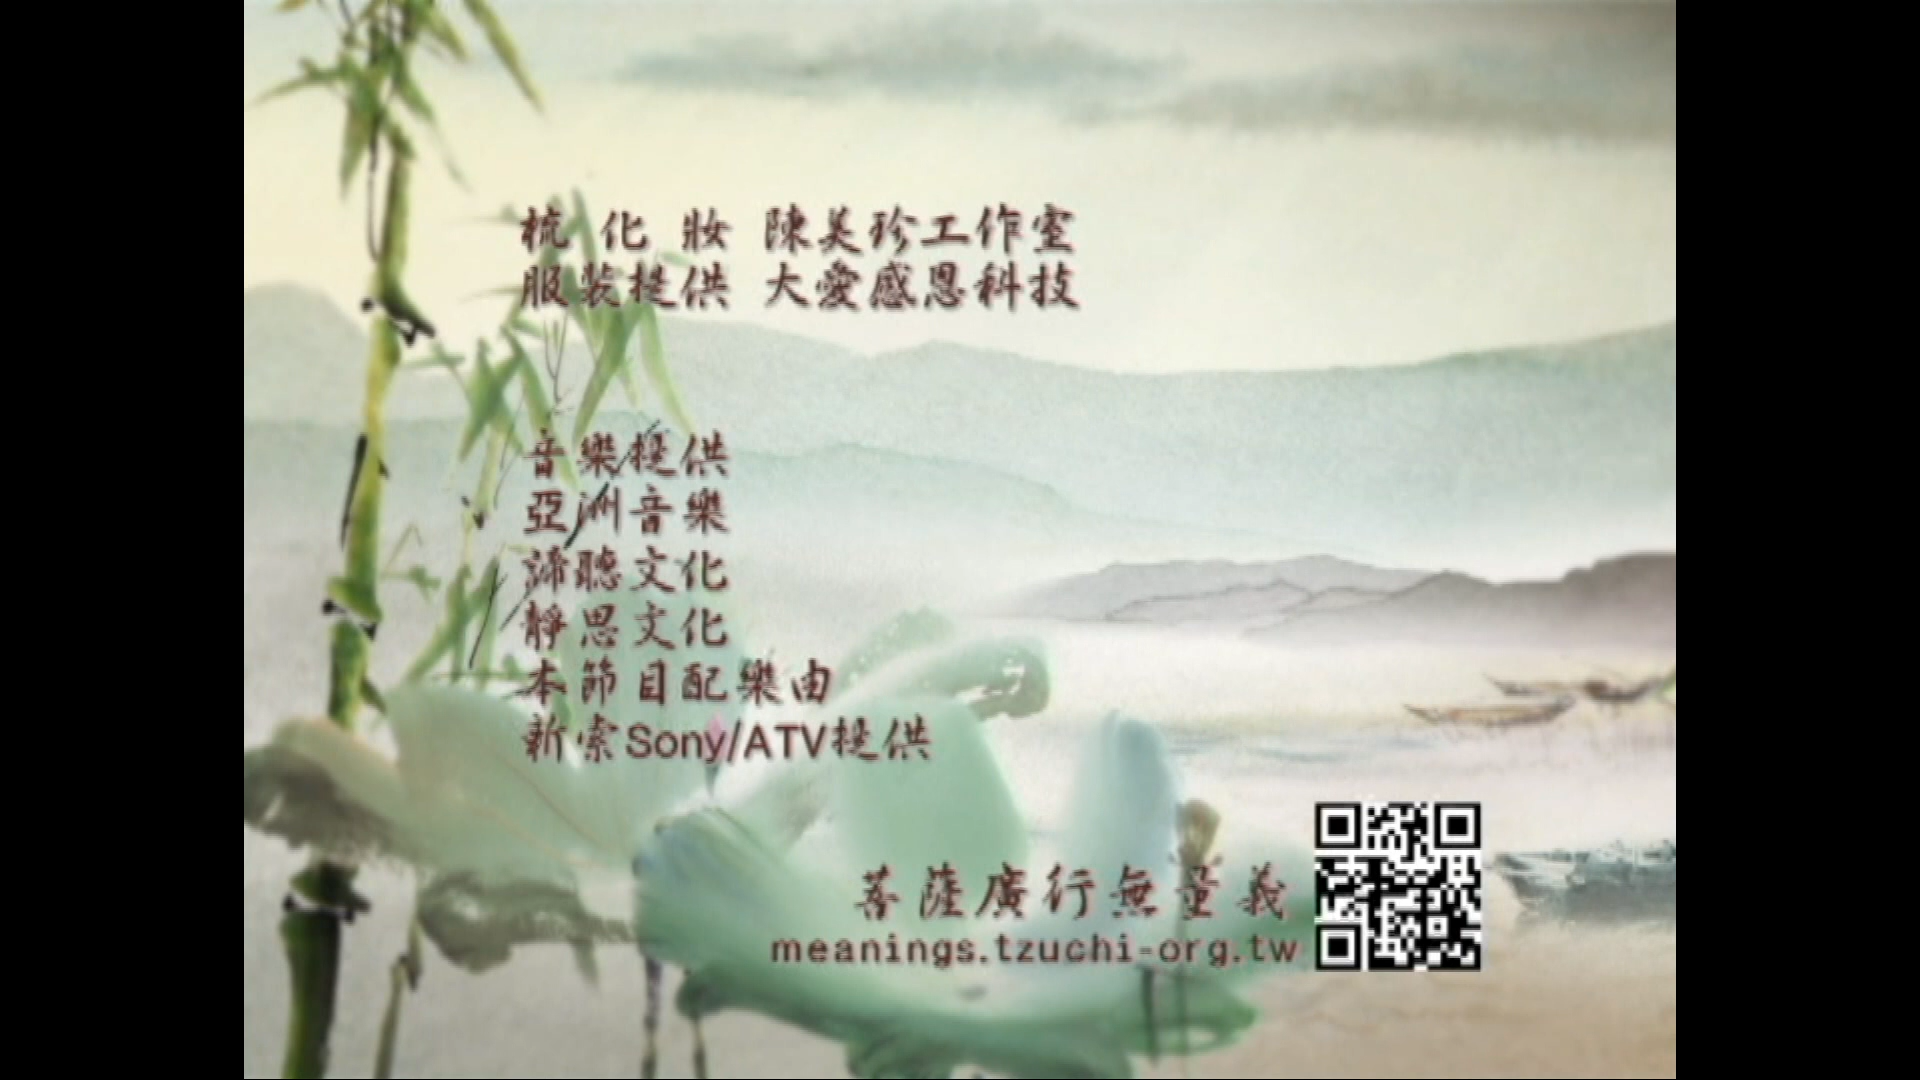 梳 化 妝 陳美珍工作室
服裝提供 大愛感恩科技
音樂提供
亞洲音樂
諦聽文化
靜思文化
本節目配樂由
新索Sony/ATV提供
菩薩廣行無量義
meanings.tzuchi-org.tw